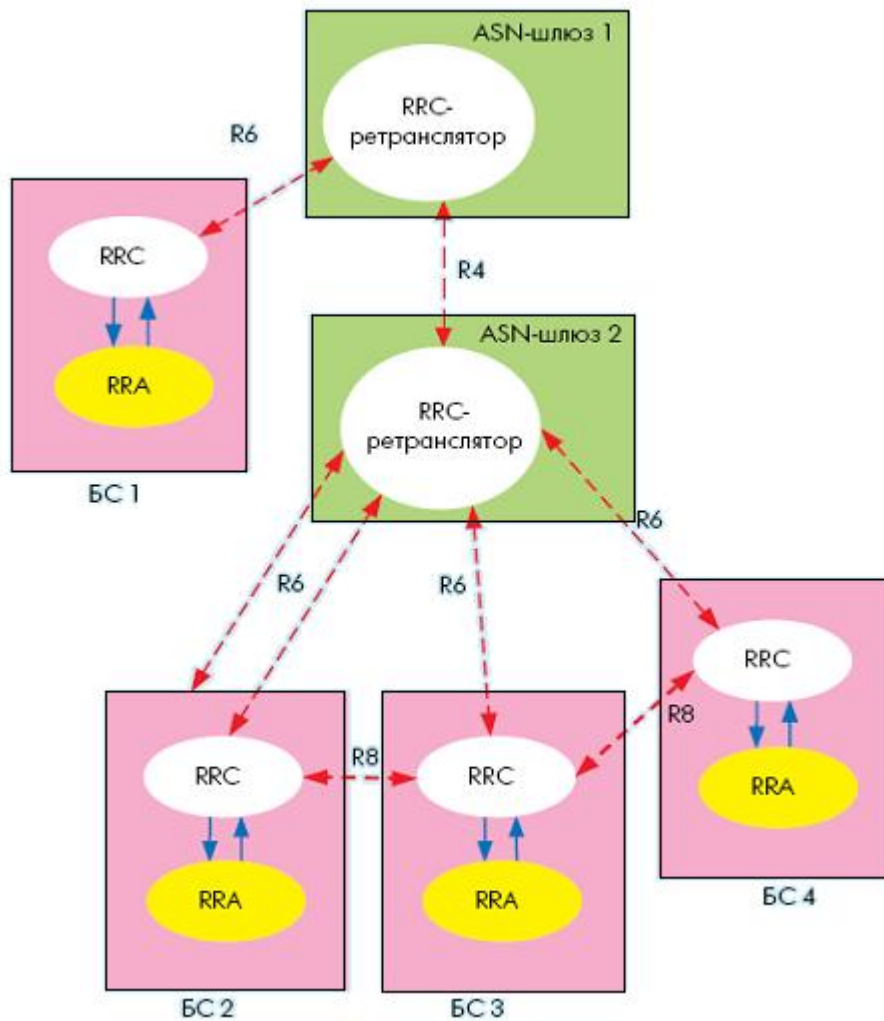 ASN-шлюз 1
RRC-
ретранслятор
R6
RRC
R4
RRA
ASN-шлюз 2
RRC-
ретранслятор
БС 1
R6
R6
R6
RRC
R8
RRA
RRC
R8
RRC
RRA
RRA
БС 4
БС 2
БС 3